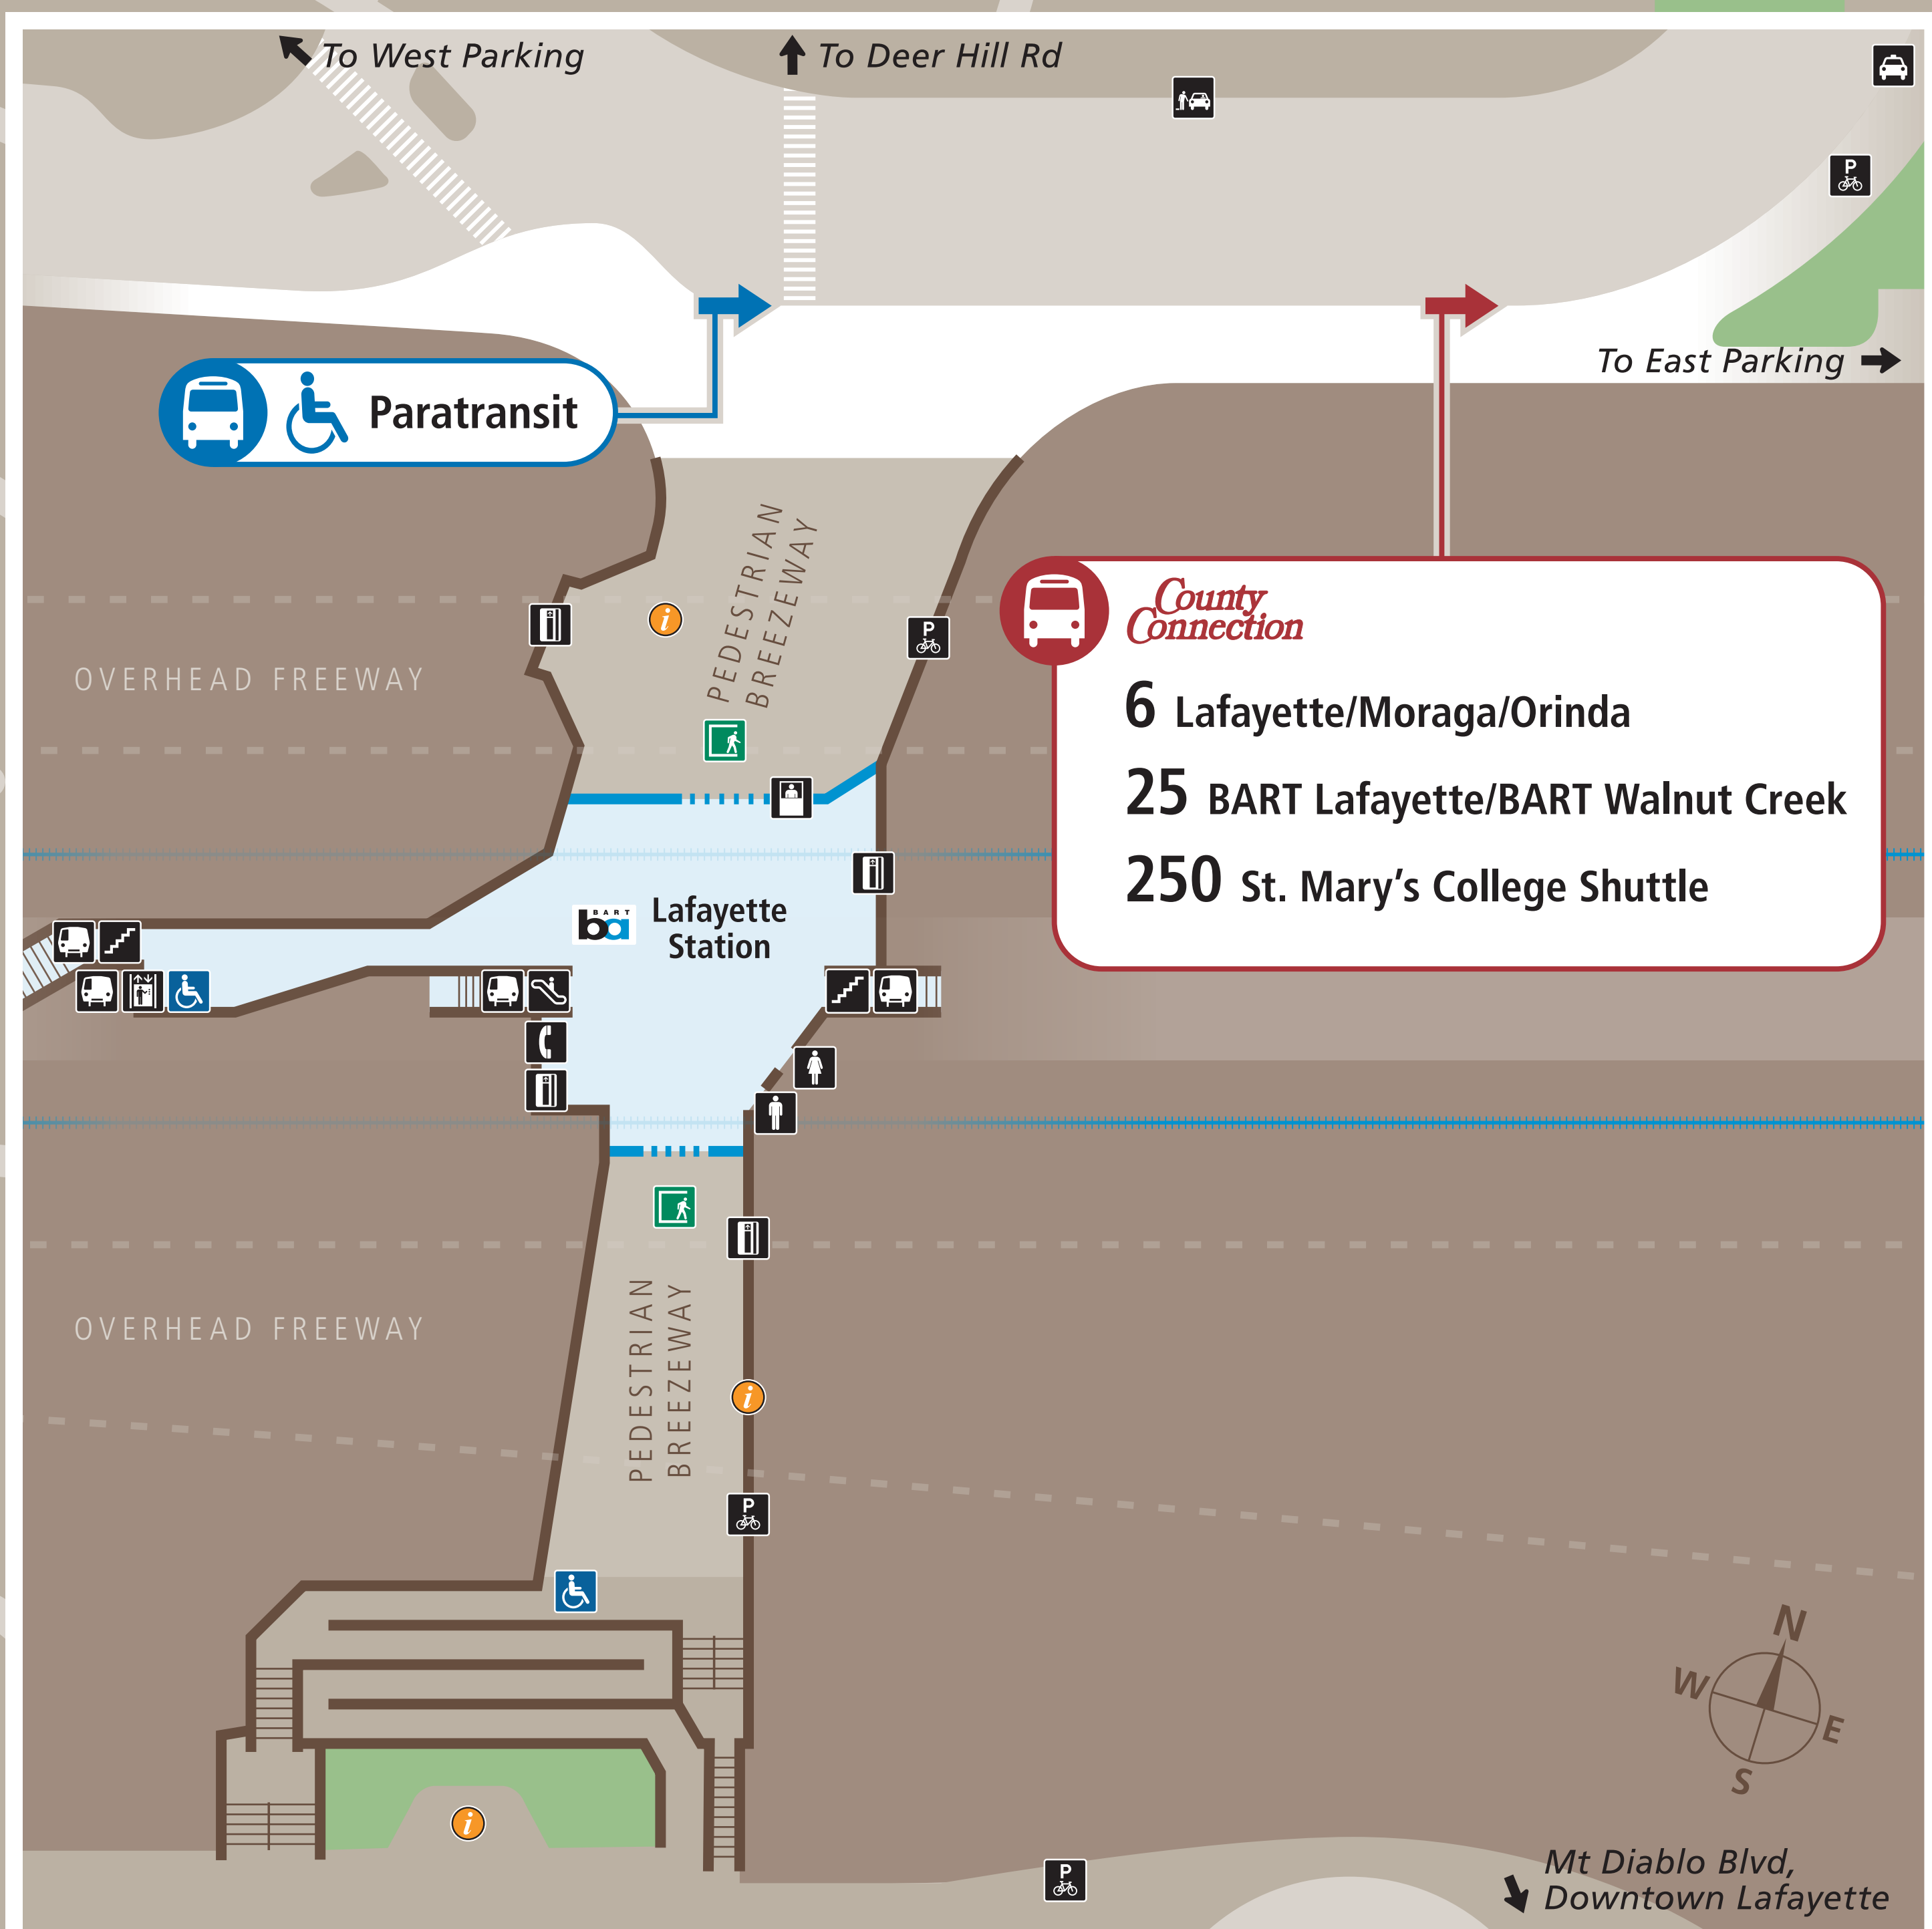 To West Parking
To Deer Hill Rd
P
To East Parking
Paratransit
PEDESTRIAN
BREEZEWAY
i
P
OVERHEAD FREEWAY
County
Connection
6 Lafayette/Moraga/Orinda
25 BART Lafayette/BART Walnut Creek
250 St. Mary's College Shuttle
BART
ba
Lafayette
Station
OVERHEAD FREEWAY
PEDESTRIAN
BREEZEWAY
i
P
N
W
E
S
i
P
Mt Diablo Blvd,
Downtown Lafayette